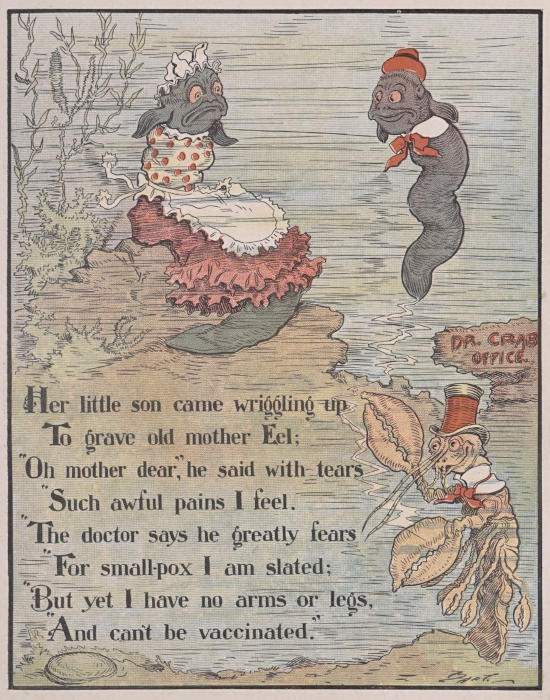 DR. CRAB
OFFICE.
Her little son came wriggling up
To grave old mother Eel;
"Oh mother dear," he said with tears
"Such awful pains I feel.
"The doctor says he greatly fears
"For small-pox I am slated;
"But yet I have no arms or legs,
"And can't be vaccinated."